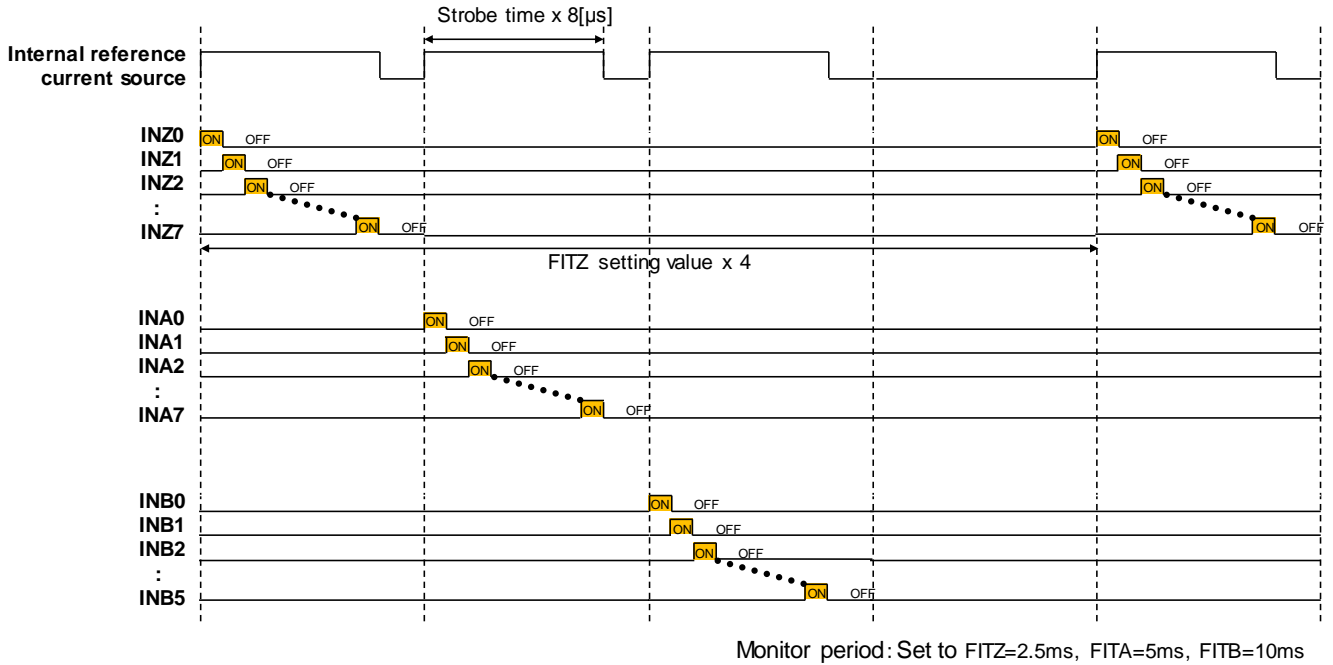 Strobe time x 8[µs]
Internal reference
current source
INZ0 ON OFF
INZ1 ON OFF
INZ2 ON OFF
:
INZ7 ON OFF
ON OFF
ON OFF
ON OFF
ON OFF
FITZ setting value x 4
INA0 ON OFF
INA1 ON OFF
INA2 ON OFF
:
INA7 ON OFF
INB0 ON OFF
INB1 ON OFF
INB2 ON OFF
:
INB5 ON OFF
Monitor period: Set to FITZ=2.5ms, FITA=5ms, FITB=10ms